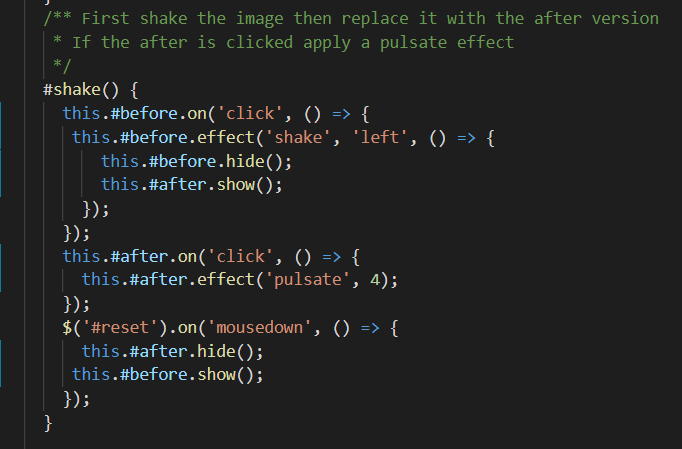 /** First shake the image then replace it with the after version
* If the after is clicked apply a pulsate effect
*/
#shake() {
this.#before.on('click', () => {
this.#before.effect('shake', 'left', () => {
this.#before.hide();
this.#after.show();
});
});
this.#after.on('click', () => {
this.#after.effect('pulsate', 4);
});
$('#reset').on('mousedown', () => {
this.#after.hide();
this.#before.show();
});
}